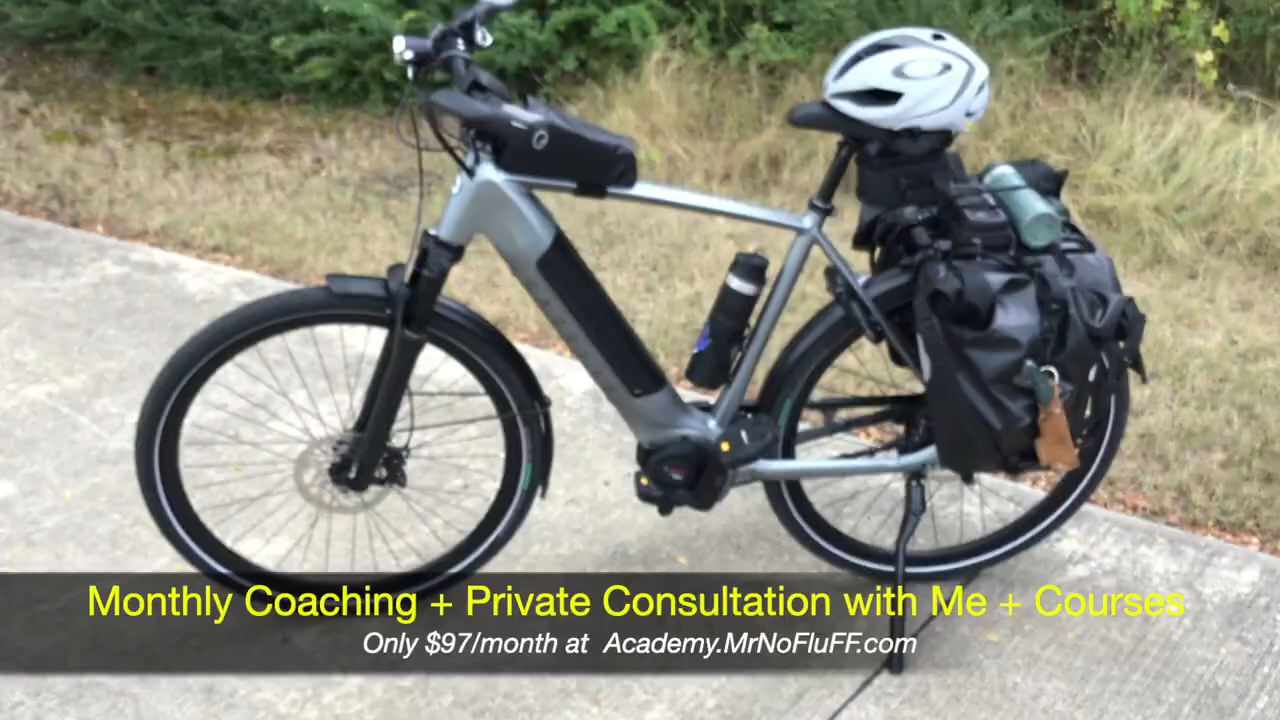 Monthly Coaching + Private Consultation with Me + Courses
Only $97/month at Academy.MrNoFluFF.com